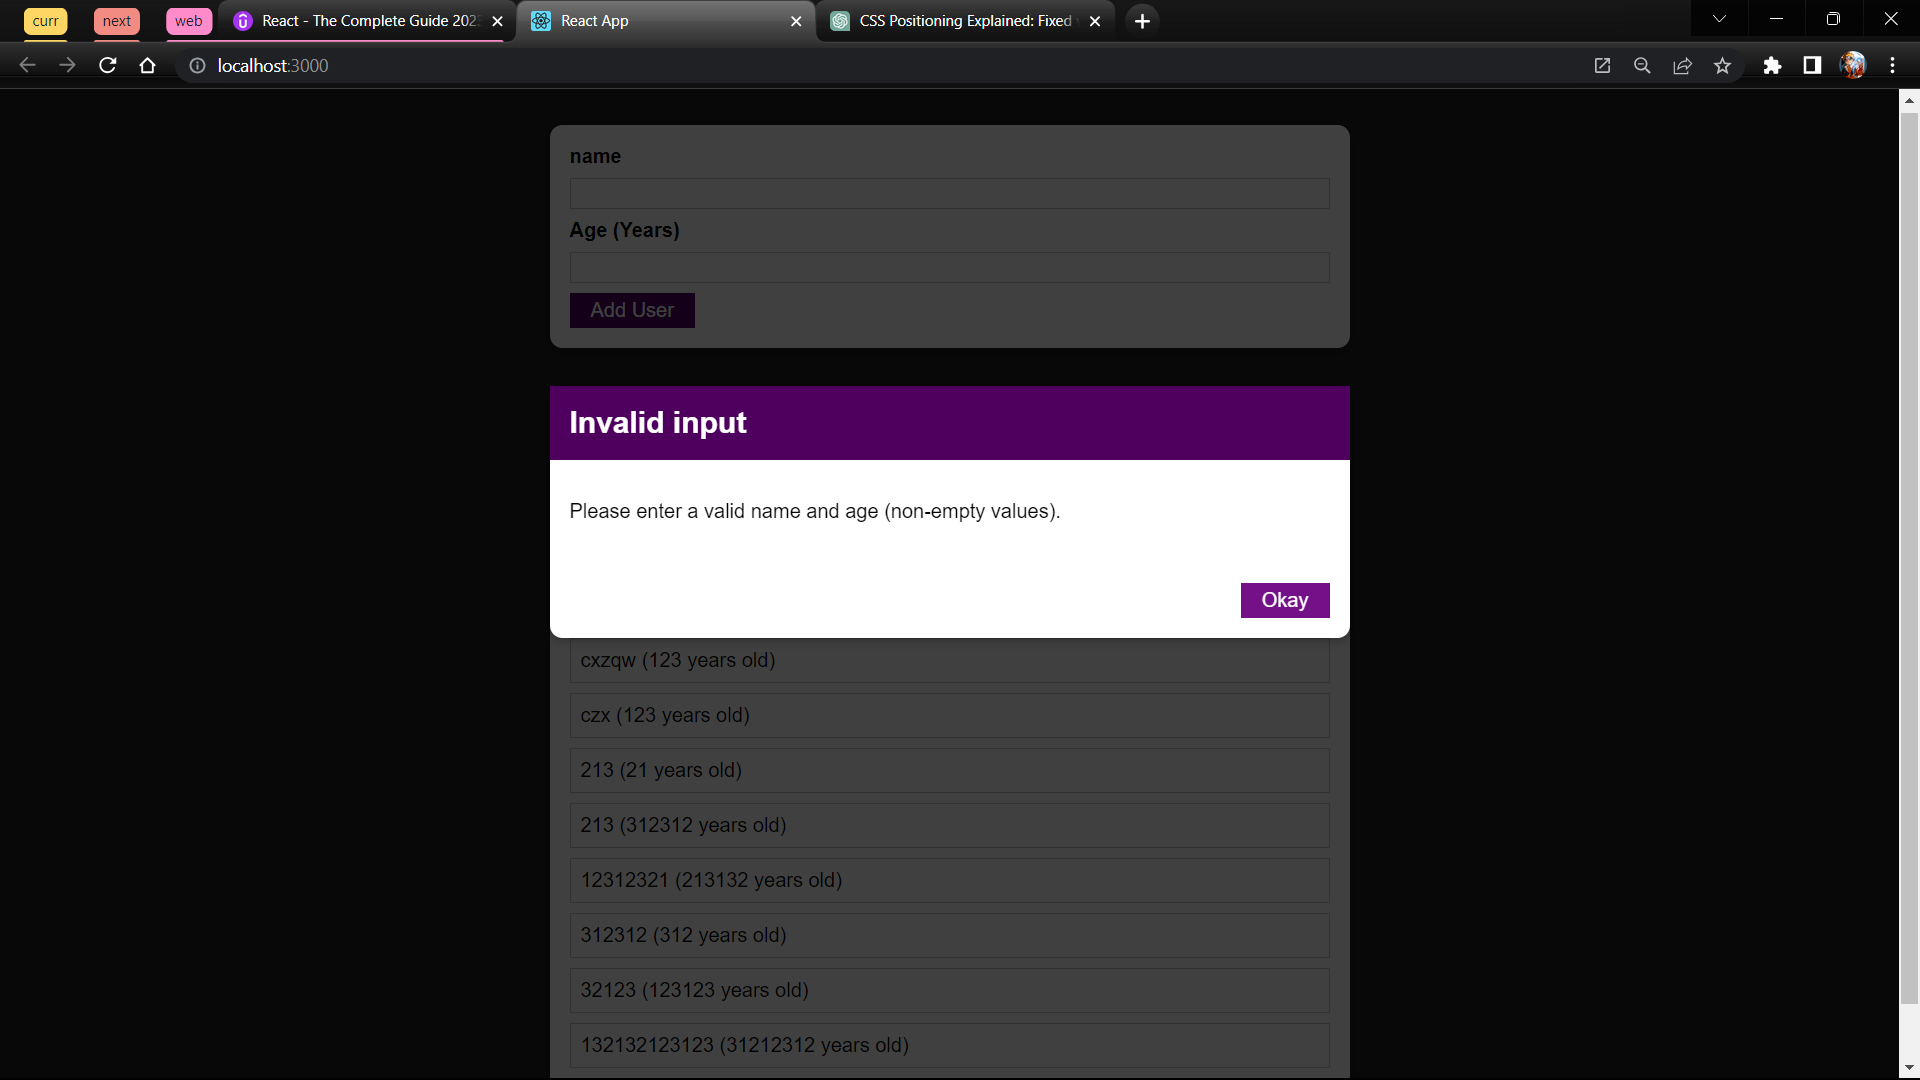 curr
next
web
React - The Complete Guide 202
React App
CSS Positioning Explained: Fixed
localhost:3000
name
Age (Years)
Add User
Invalid input
Please enter a valid name and age (non-empty values).
Okay
cxzqw (123 years old)
czx (123 years old)
213 (21 years old)
213 (312312 years old)
12312321 (213132 years old)
312312 (312 years old)
32123 (123123 years old)
132132123123 (31212312 years old)